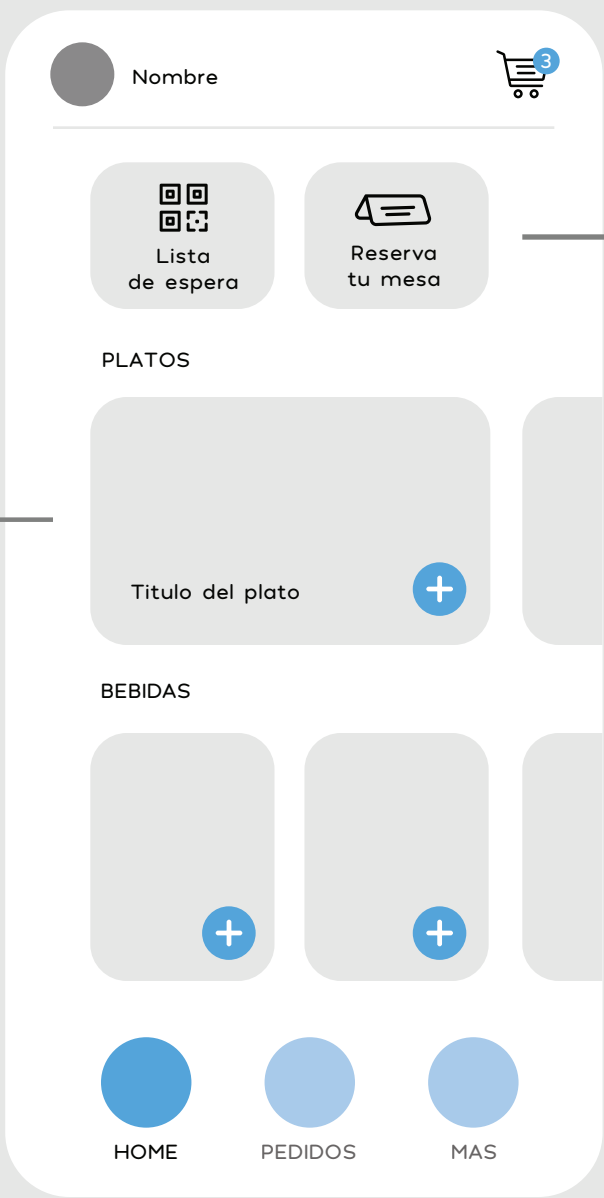 Nombre
3
Lista
de espera
Reserva
tu mesa
PLATOS
Titulo del plato
BEBIDAS
HOME
PEDIDOS
MAS